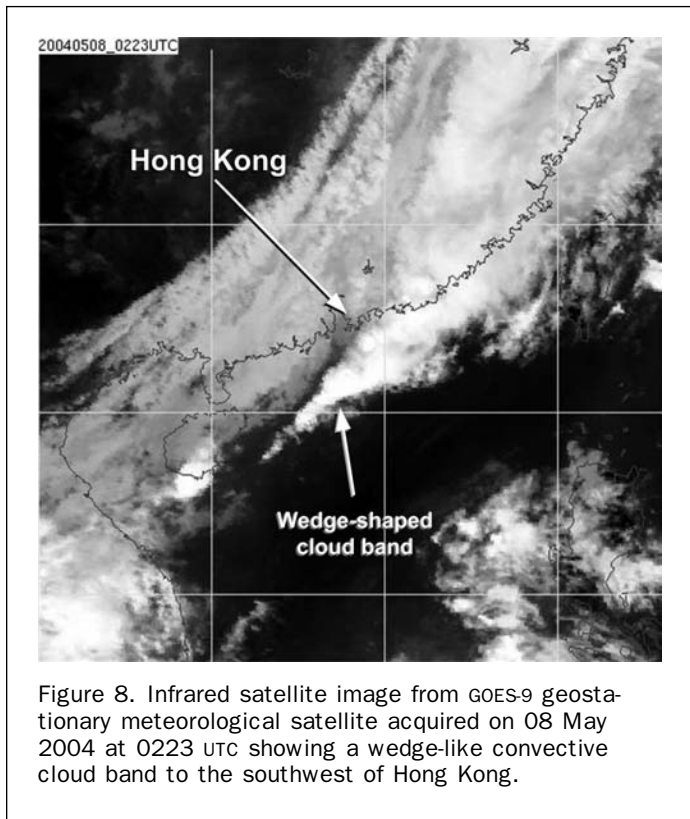 20040508_0223UTC
Hong Kong
Wedge-shaped
cloud band
Figure 8. Infrared satellite image from GOES-9 geosta-
tionary meteorological satellite acquired on 08 May
2004 at 0223 UTC showing a wedge-like convective
cloud band to the southwest of Hong Kong.